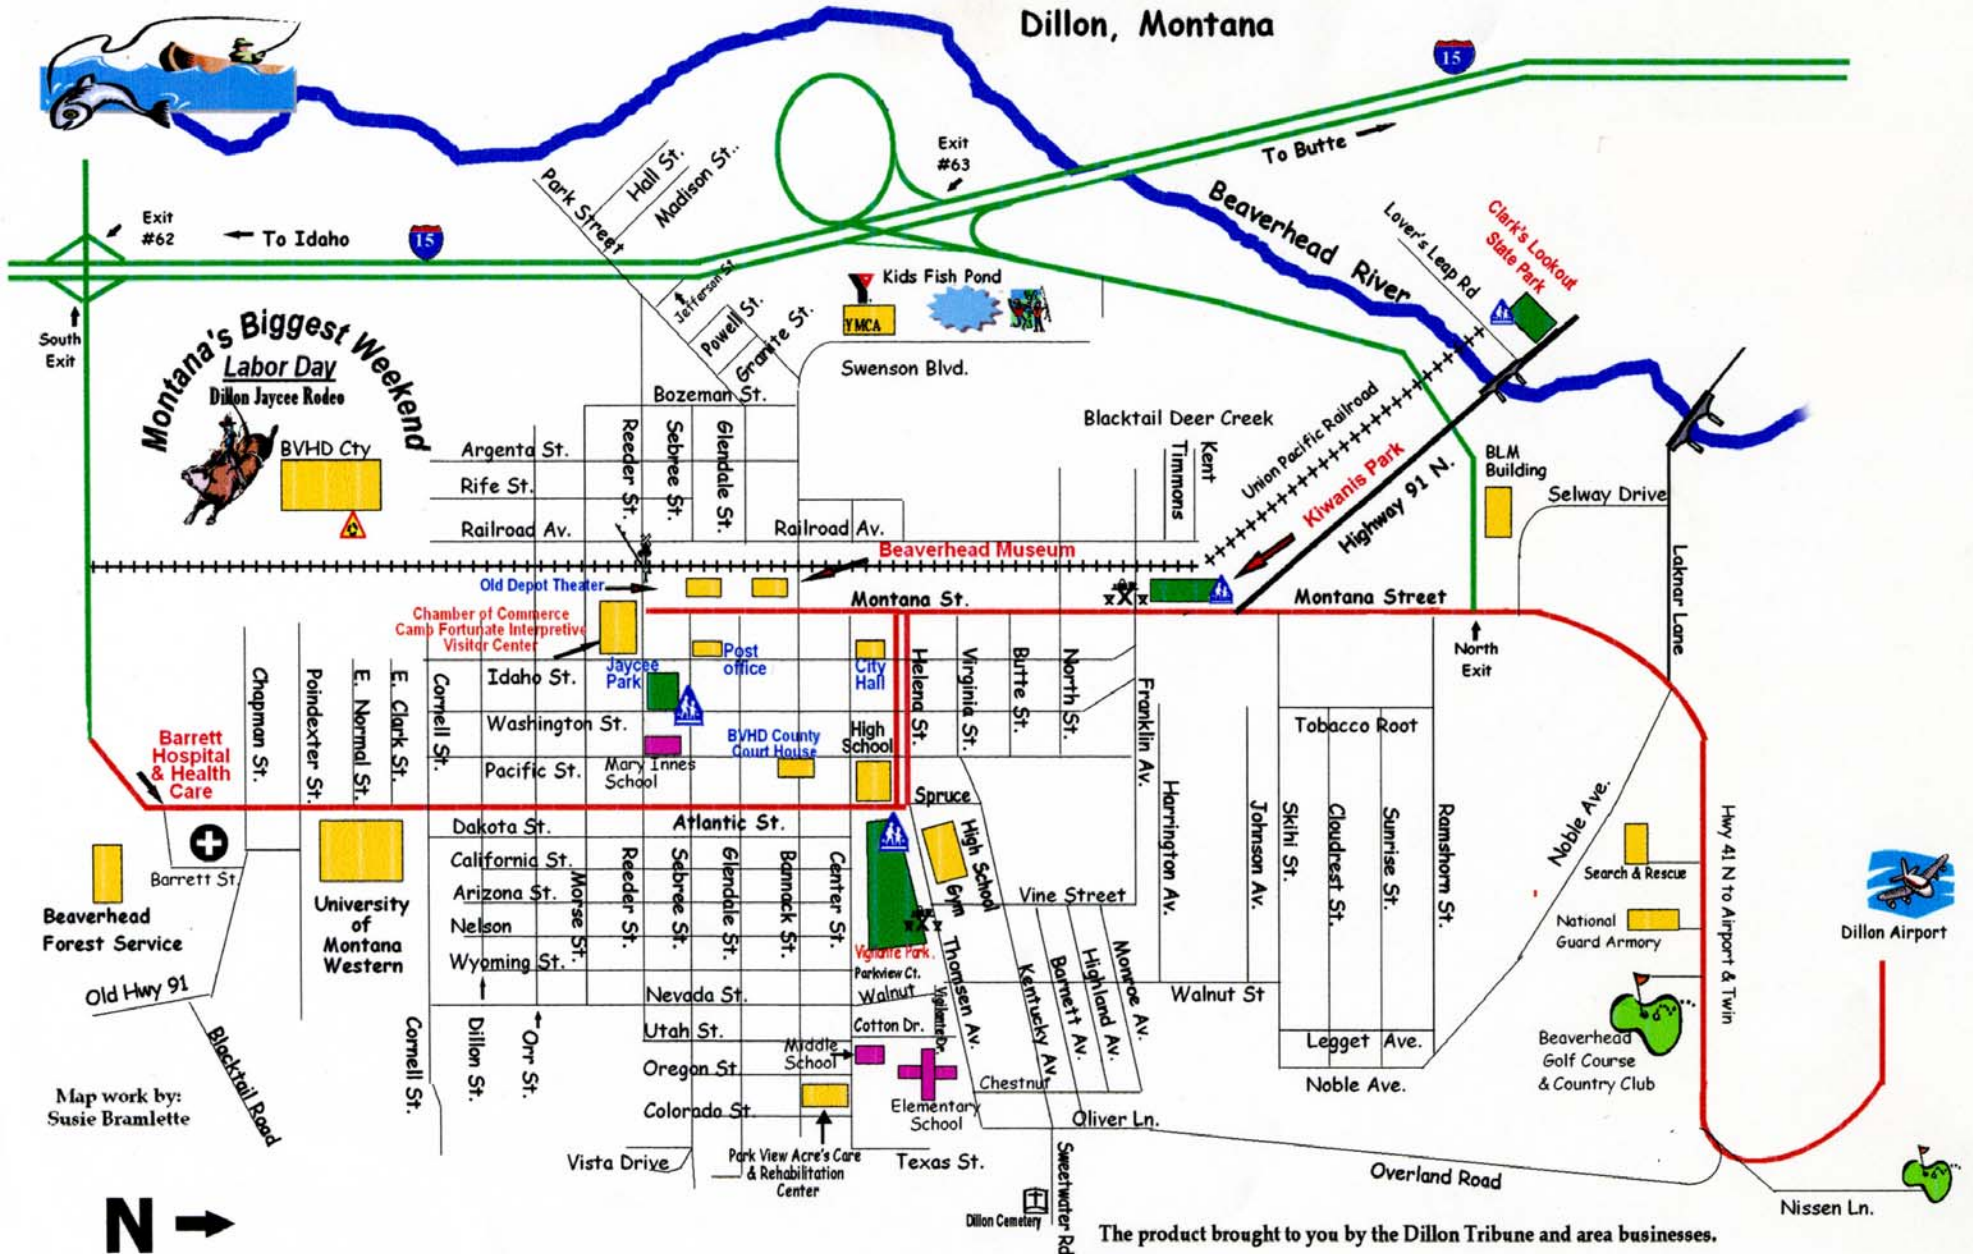 Dillon, Montana
15
Exit
#63
To Butte
Hall St.
Madison St..
Park Street
Exit
#62
To Idaho
15
Beaverhead River
Lover's Leap Rd
Clark's Lookout
State Park
South
Exit
Jefferson St
Powell St.
Granite St.
Kids Fish Pond
YMCA
Swenson Blvd.
Montana's Biggest Weekend
Labor Day
Dillon Jaycee Rodeo
BVHD Cty
Bozeman St.
Blacktail Deer Creek
Timmons
Kent
Union Pacific Railroad
Kiwanis Park
Highway 91 N.
BLM
Building
Selway Drive
Argenta St.
Rife St.
Railroad Av.
Reeder St.
Sebree St.
Glendale St.
Railroad Av.
Beaverhead Museum
Old Depot Theater
Laknar Lane
Montana St.
Montana Street
Chamber of Commerce
Camp Fortunate Interpretive
Visitor Center
North
Exit
Jaycee
Park
Post
office
City
Hall
Chapman St.
Poindexter St.
E. Normal St.
E. Clark St.
Cornell St.
Idaho St.
Washington St.
Pacific St.
Mary Innes
School
BVHD County
Court House
High
School
Helena St.
Virginia St.
Butte St.
North St.
Franklin Av.
Tobacco Root
Barrett
Hospital
& Health
Care
Spruce
Harrington Av.
Johnson Av.
Skihi St.
Cloudrest St.
Sunrise St.
Ramshorn St.
Noble Ave.
Hwy 41 N to Airport & Twin
Dakota St.
Atlantic St.
California St.
Arizona St.
Nelson
Wyoming St.
Morse St.
Reeder St.
Sebree St.
Glendale St.
Bannack St.
Center St.
High School
Gym
Vine Street
Barrett St.
Beaverhead
Forest Service
University
of
Montana
Western
Search & Rescue
National
Guard Armory
Dillon Airport
Vigilante Park
Parkview Ct.
Walnut
Vigilante Dr.
Thomsen Av.
Kentucky Av.
Barnett Av.
Highland Av.
Monroe Av.
Walnut St
Old Hwy 91
Blacktail Road
Nevada St.
Utah St.
Cotton Dr.
Cornell St.
Dillon St.
Orr St.
Middle
School
Oregon St.
Colorado St.
Elementary
School
Chestnut
Legget Ave.
Noble Ave.
Beaverhead
Golf Course
& Country Club
Map work by:
Susie Bramlette
Oliver Ln.
Vista Drive
Park View Acre's Care
& Rehabilitation
Center
Texas St.
Sweetwater Rd
Overland Road
Nissen Ln.
Dillon Cemetery
N
The product brought to you by the Dillon Tribune and area businesses.